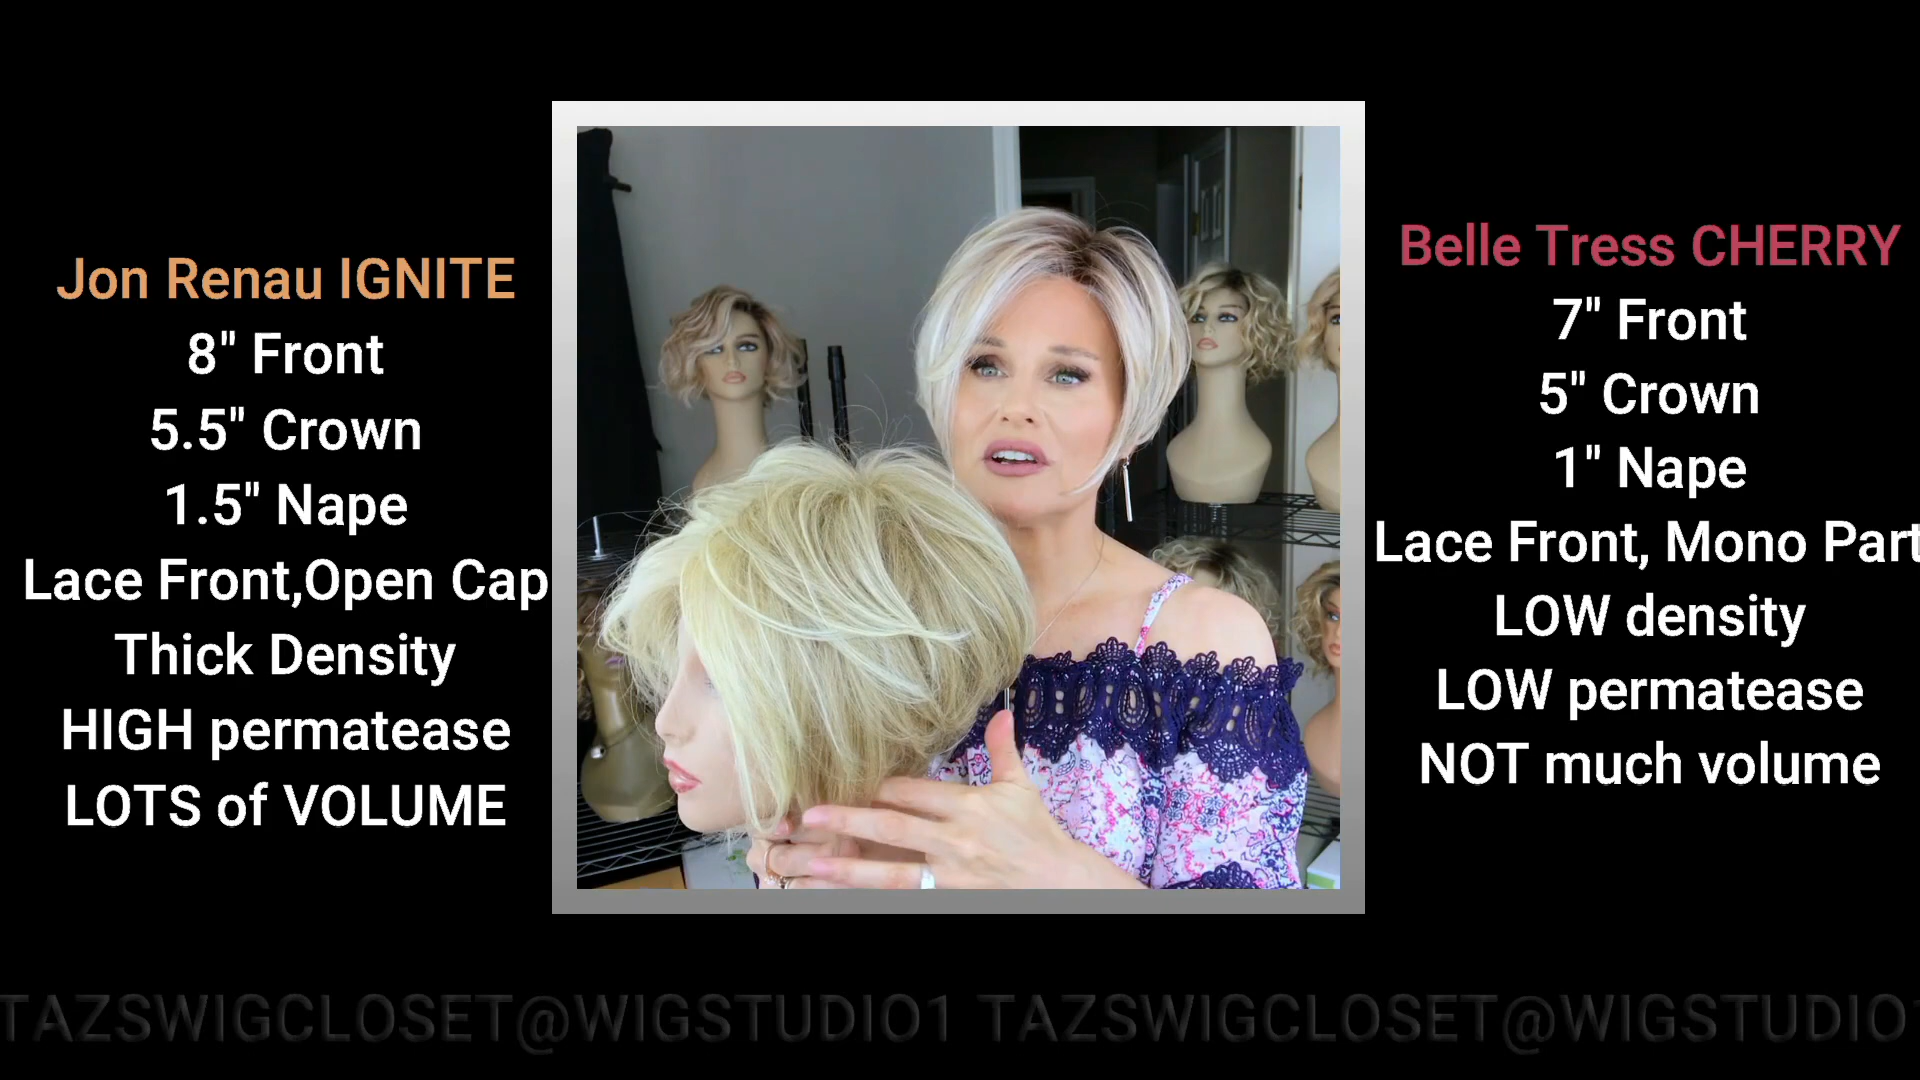 Jon Renau IGNITE
8" Front
5.5" Crown
1.5" Nape
Lace Front,Open Cap
Thick Density
HIGH permatease
LOTS of VOLUME
Belle Tress CHERRY
7" Front
5" Crown
1" Nape
Lace Front, Mono Part
LOW density
LOW permatease
NOT much volume
TAZSWIGCLOSET@WIGSTUDIO1 TAZSWIGCLOSET@WIGSTUDIO1